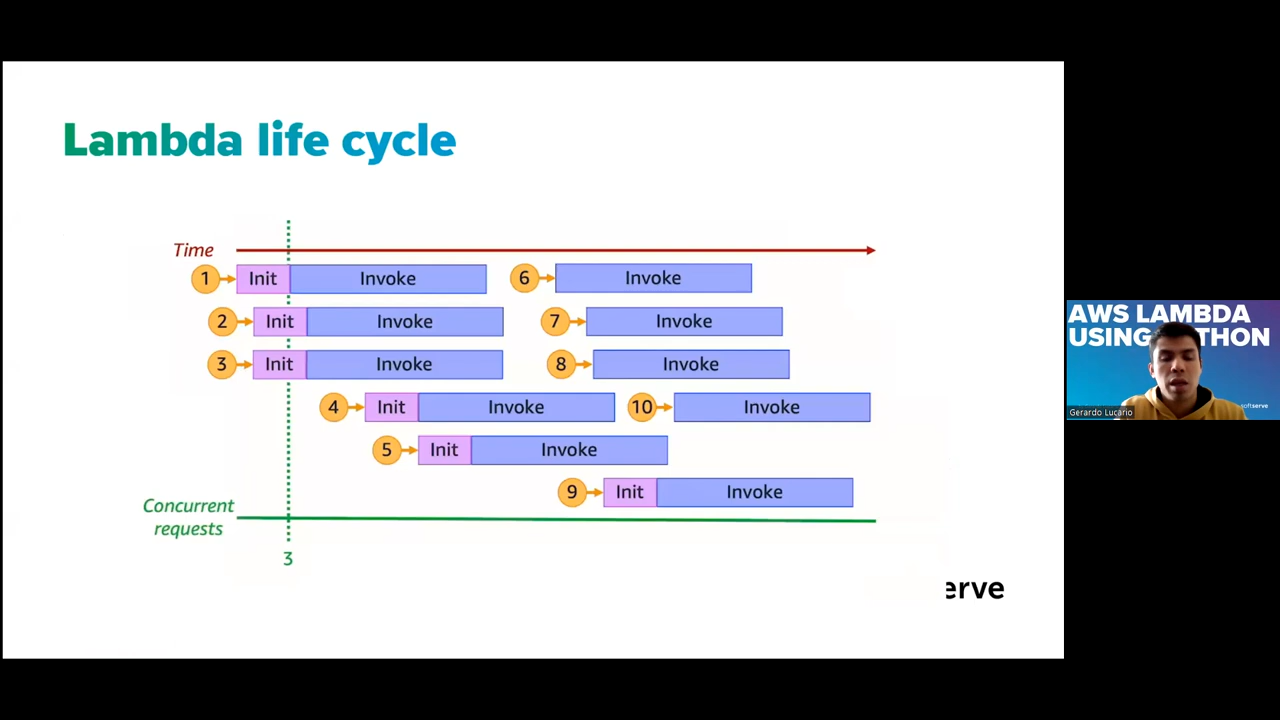 Lambda life cycle
Time
1 Init Invoke 6 Invoke
2 Init Invoke 7 Invoke
3 Init Invoke 8 Invoke
4 Init Invoke 10 Invoke
5 Init Invoke
9 Init Invoke
Concurrent
requests
3
erve
AWS LAMBDA
USING THON
softserve
Gerardo Lucario